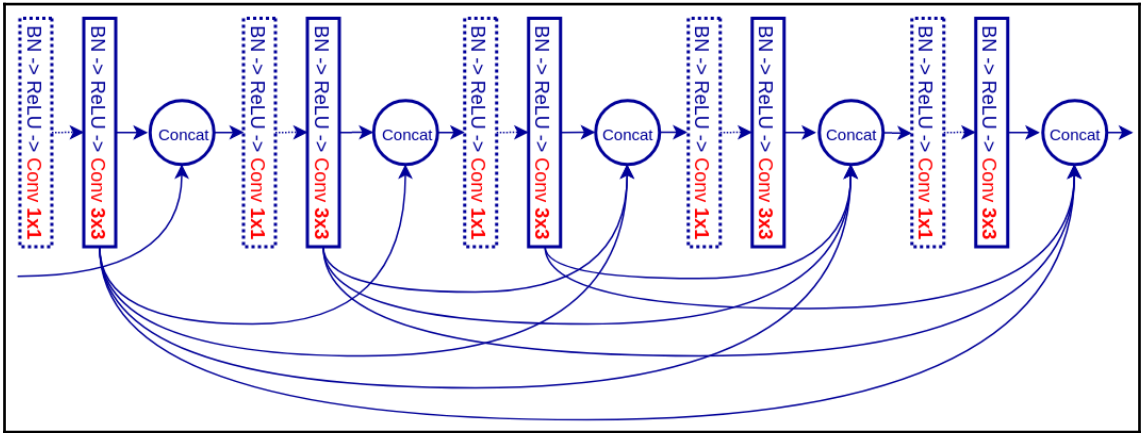 BN -> ReLU -> Conv 1x1
BN -> ReLU -> Conv 3x3
Concat
BN -> ReLU -> Conv 1x1
BN -> ReLU -> Conv 3x3
Concat
BN -> ReLU -> Conv 1x1
BN -> ReLU -> Conv 3x3
Concat
BN -> ReLU -> Conv 1x1
BN -> ReLU -> Conv 3x3
Concat
BN -> ReLU -> Conv 1x1
BN -> ReLU -> Conv 3x3
Concat